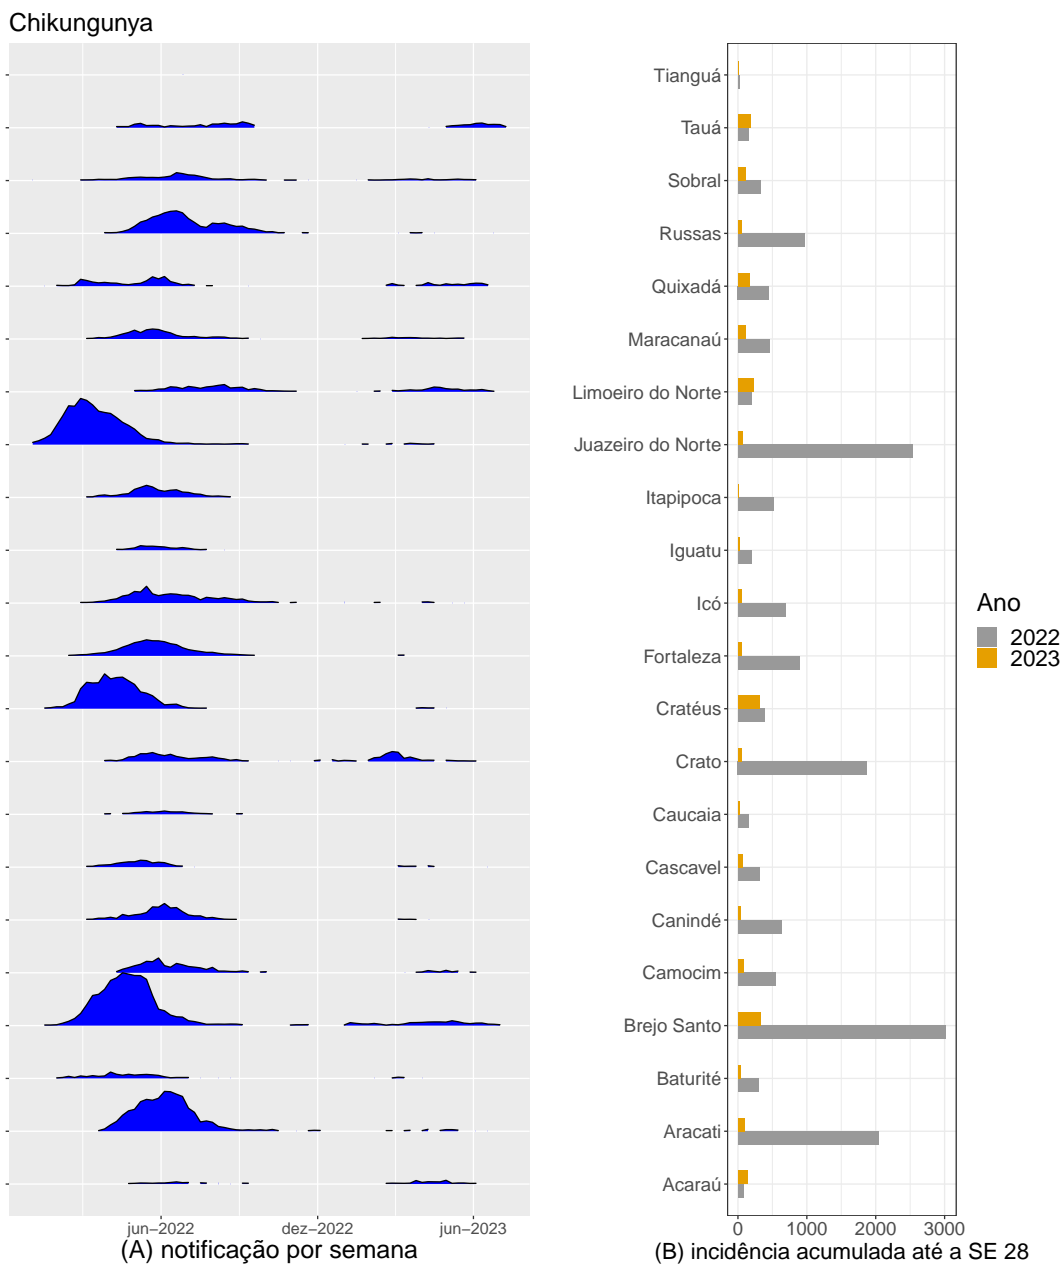 Chikungunya
Tianguá
Tauá
Sobral
Russas
Quixadá
Maracanaú
Limoeiro do Norte
Juazeiro do Norte
Itapipoca
Iguatu
Icó
Fortaleza
Cratéus
Crato
Caucaia
Cascavel
Canindé
Camocim
Brejo Santo
Baturité
Aracati
Acaraú
Ano
2022
2023
jun−2022 dez−2022 jun−2023
(A) notificação por semana
0 1000 2000 3000
(B) incidência acumulada até a SE 28